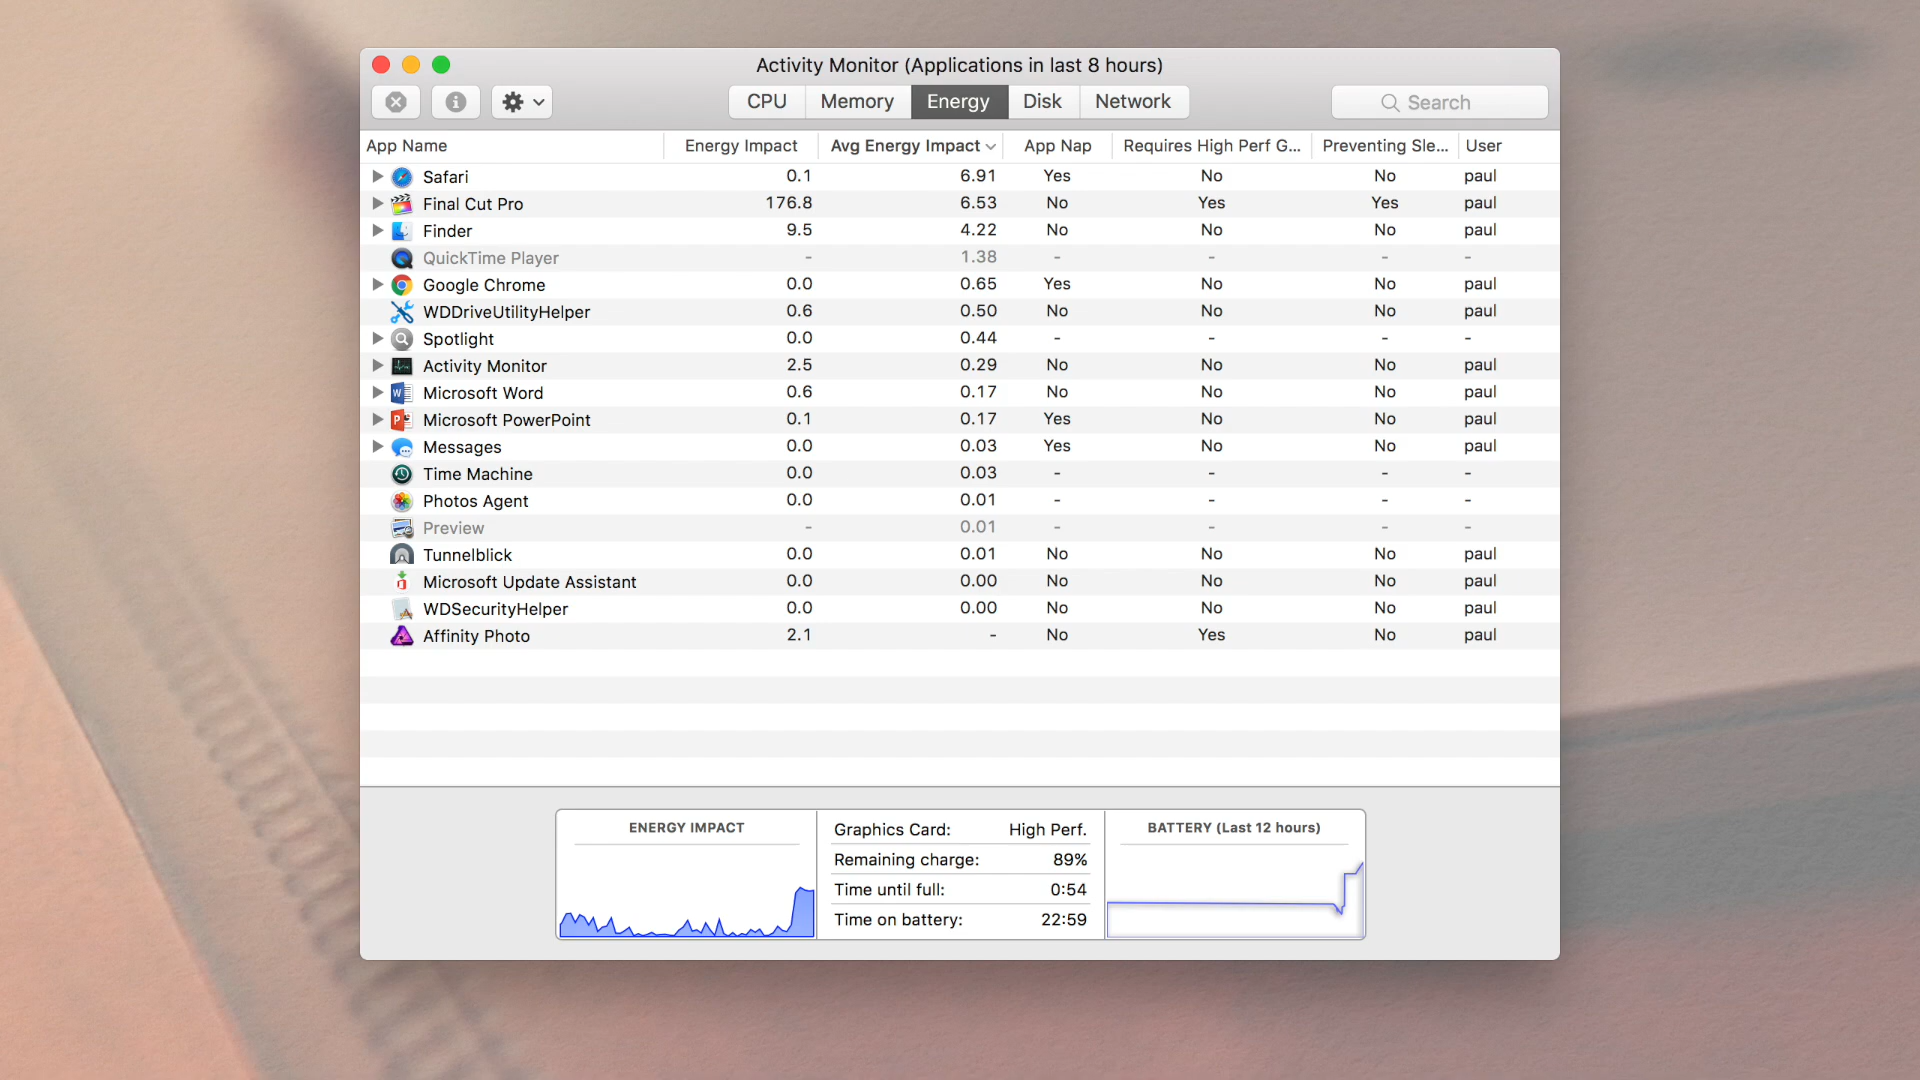 Activity Monitor (Applications in last 8 hours)
CPU Memory Energy Disk Network Search
App Name Energy Impact Avg Energy Impact App Nap Requires High Perf G... Preventing Sle... User
Safari 0.1 6.91 Yes No No paul
Final Cut Pro 176.8 6.53 No Yes Yes paul
Finder 9.5 4.22 No No No paul
QuickTime Player - 1.38 - - - -
Google Chrome 0.0 0.65 Yes No No paul
WDDriveUtilityHelper 0.6 0.50 No No No paul
Spotlight 0.0 0.44 - - - -
Activity Monitor 2.5 0.29 No No No paul
Microsoft Word 0.6 0.17 No No No paul
Microsoft PowerPoint 0.1 0.17 Yes No No paul
Messages 0.0 0.03 Yes No No paul
Time Machine 0.0 0.03 - - - -
Photos Agent 0.0 0.01 - - - -
Preview - 0.01 - - - -
Tunnelblick 0.0 0.01 No No No paul
Microsoft Update Assistant 0.0 0.00 No No No paul
WDSecurityHelper 0.0 0.00 No No No paul
Affinity Photo 2.1 - No Yes No paul
ENERGY IMPACT
Graphics Card: High Perf.
Remaining charge: 89%
Time until full: 0:54
Time on battery: 22:59
BATTERY (Last 12 hours)